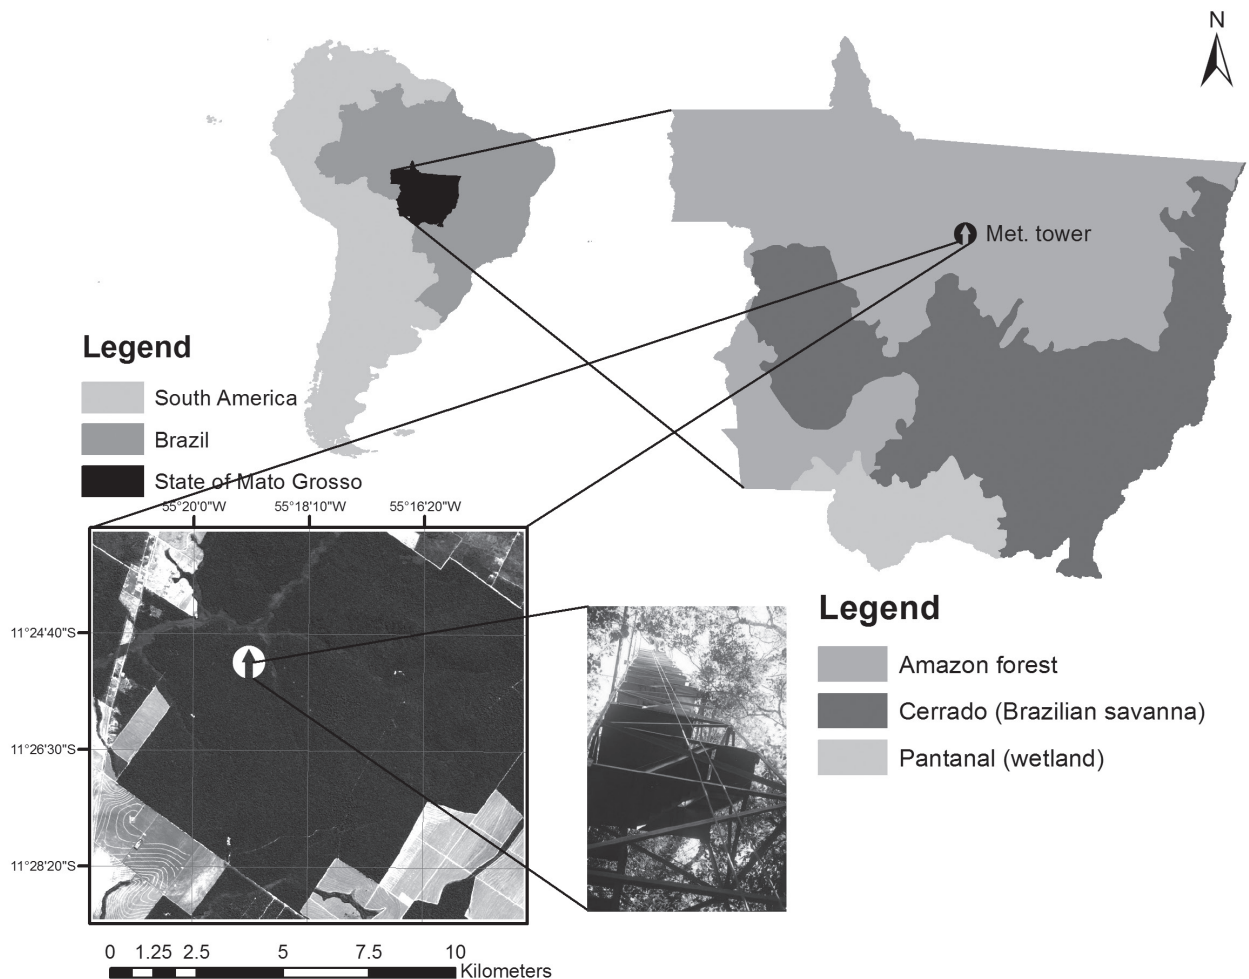 N
Met. tower
Legend
South America
Brazil
State of Mato Grosso
55°20'0"W 55°18'10"W 55°16'20"W
11°24'40"S
11°26'30"S
11°28'20"S
0 1.25 2.5 5 7.5 10
Kilometers
Legend
Amazon forest
Cerrado (Brazilian savanna)
Pantanal (wetland)